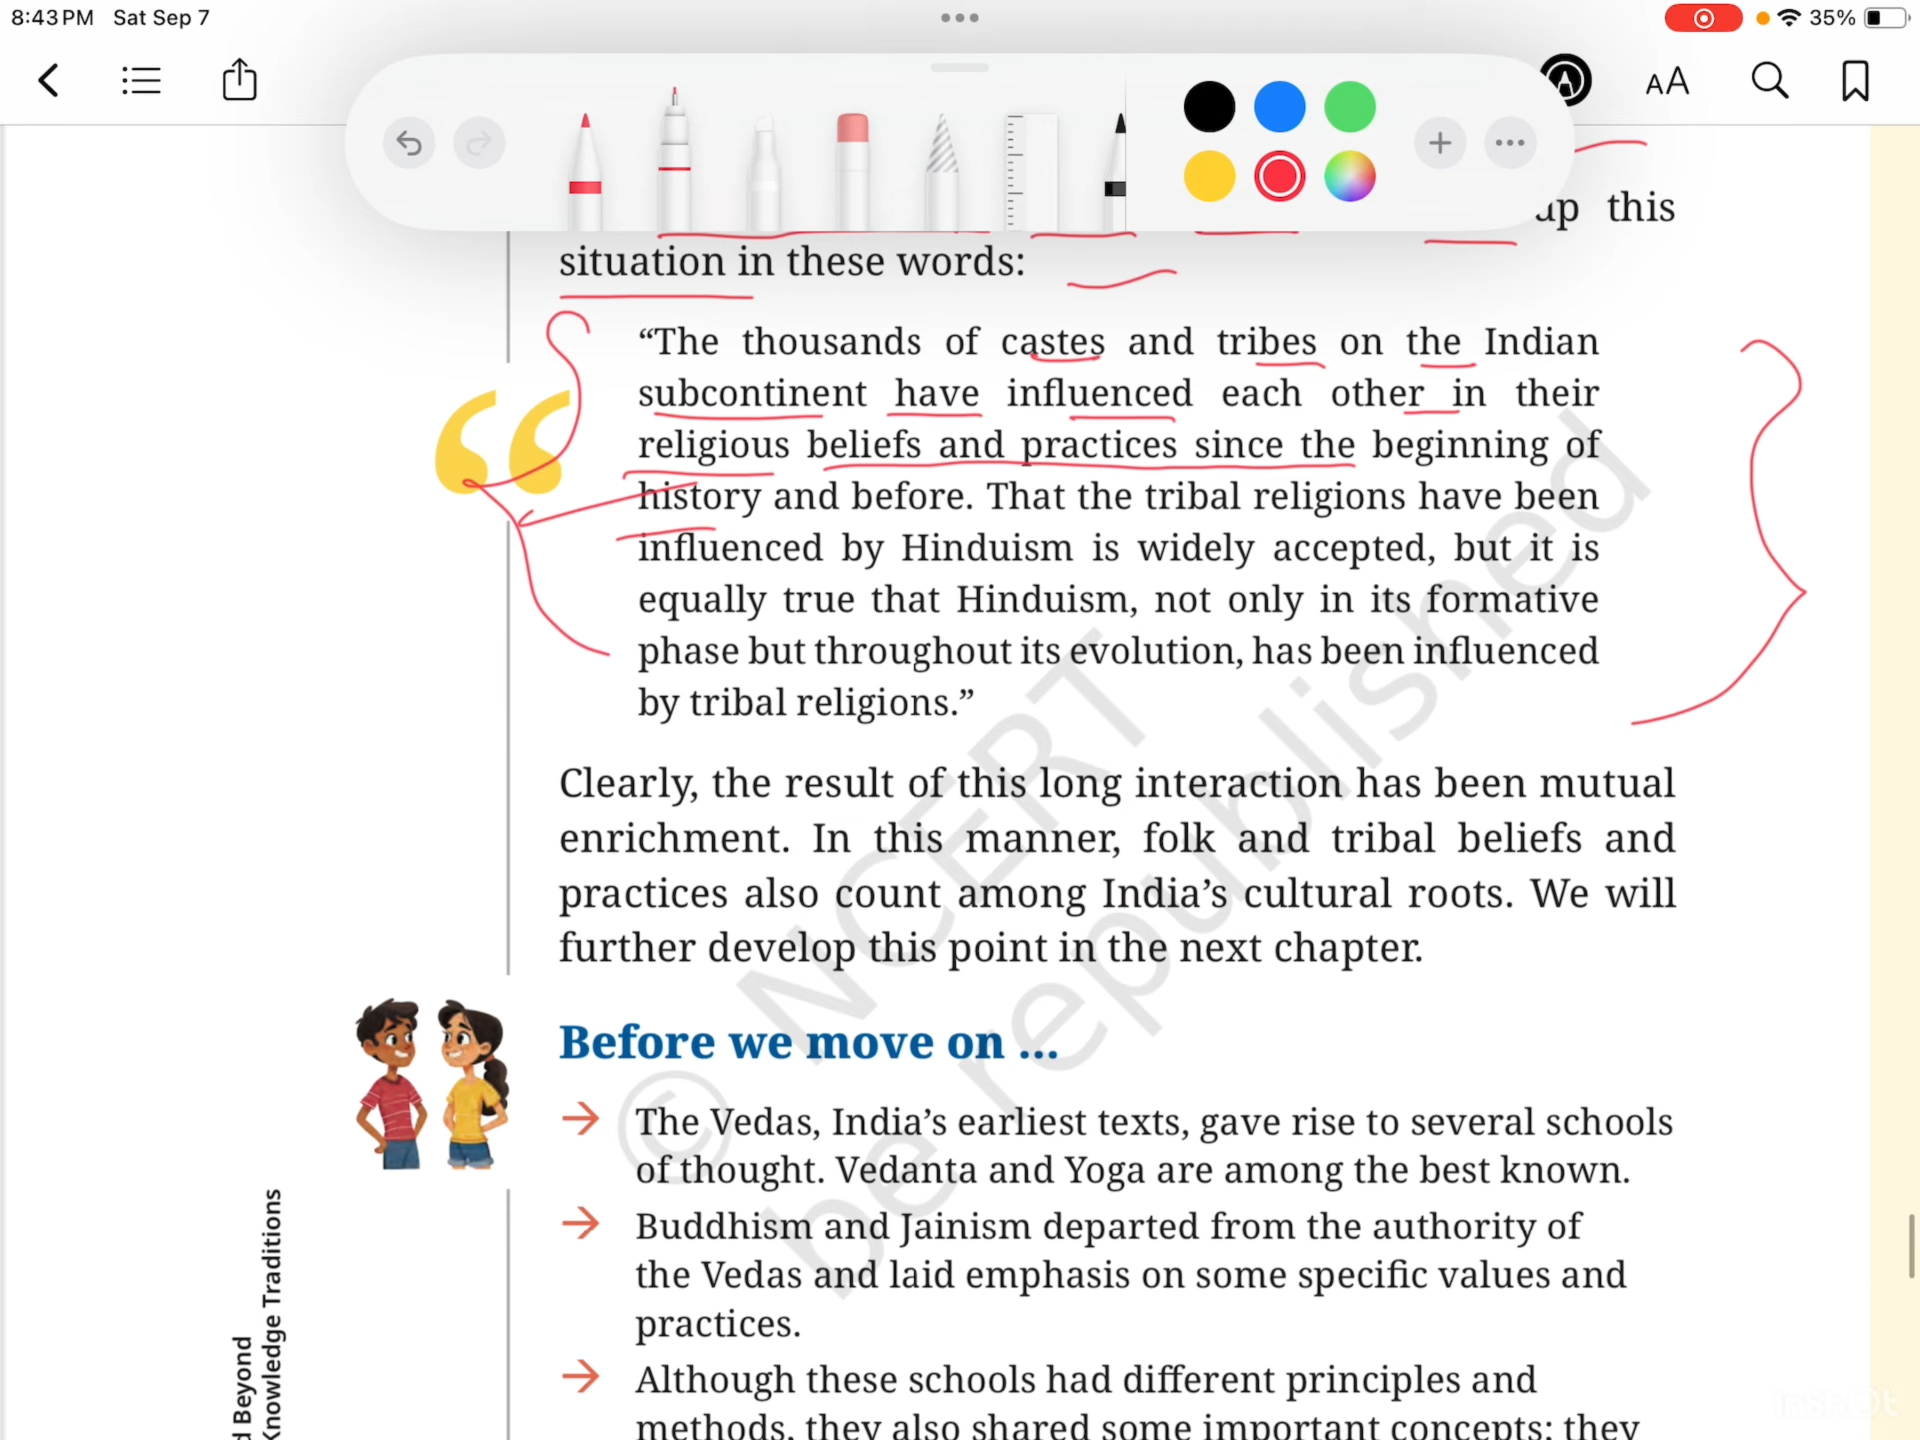 8:43 PM Sat Sep 7
35%
AA
up this
situation in these words:
“The thousands of castes and tribes on the Indian
subcontinent have influenced each other in their
religious beliefs and practices since the beginning of
history and before. That the tribal religions have been
influenced by Hinduism is widely accepted, but it is
equally true that Hinduism, not only in its formative
phase but throughout its evolution, has been influenced
by tribal religions.”
Clearly, the result of this long interaction has been mutual
enrichment. In this manner, folk and tribal beliefs and
practices also count among India’s cultural roots. We will
further develop this point in the next chapter.
Before we move on ...
→ The Vedas, India’s earliest texts, gave rise to several schools
of thought. Vedanta and Yoga are among the best known.
→ Buddhism and Jainism departed from the authority of
the Vedas and laid emphasis on some specific values and
practices.
→ Although these schools had different principles and
methods, they also shared some important concepts; they
d Beyond
Knowledge Traditions
© NCERT
be republished